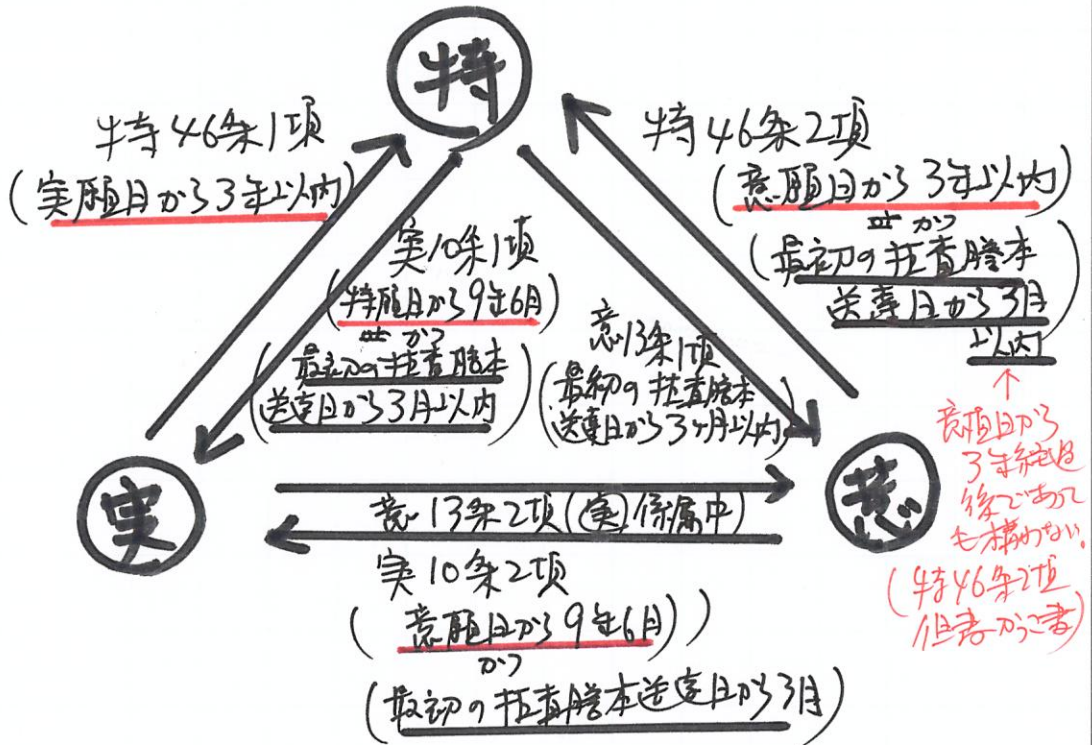 特
特46条1項
(実願日から3年以内)
特46条2項
(意願日から3年以内)
かつ
(最初の拒査謄本
送達日から3月
以内)
実10条1項
(特願日から9年6月)
かつ
(最初の拒査謄本
送達日から3月以内)
意13条1項
(最初の拒査謄本
送達日から3ヶ月以内)
実
意
意13条2項(実係属中)
実10条2項
(意願日から9年6月)
かつ
(最初の拒査謄本送達日から3月)
↑
意願日から
3年経過
後であって
も構わない。
(特46条2項
但書かっこ書)